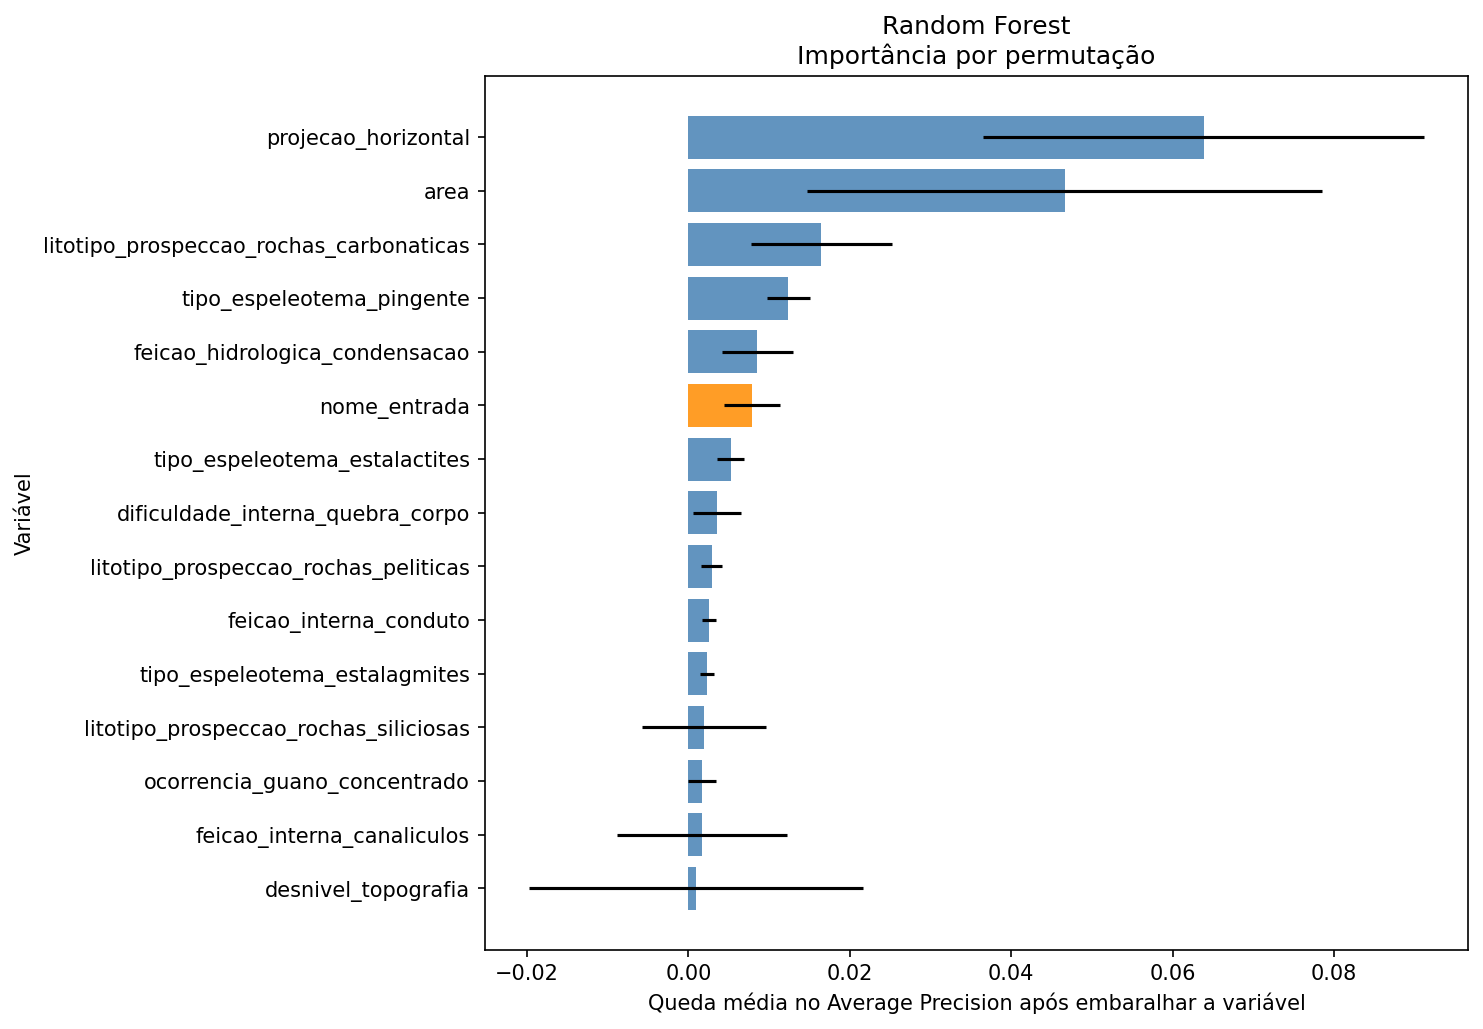 Random Forest
Importância por permutação
projecao_horizontal
area
litotipo_prospeccao_rochas_carbonaticas
tipo_espeleotema_pingente
feicao_hidrologica_condensacao
nome_entrada
tipo_espeleotema_estalactites
dificuldade_interna_quebra_corpo
litotipo_prospeccao_rochas_peliticas
feicao_interna_conduto
tipo_espeleotema_estalagmites
litotipo_prospeccao_rochas_siliciosas
ocorrencia_guano_concentrado
feicao_interna_canaliculos
desnivel_topografia
Variável
−0.02 0.00 0.02 0.04 0.06 0.08
Queda média no Average Precision após embaralhar a variável